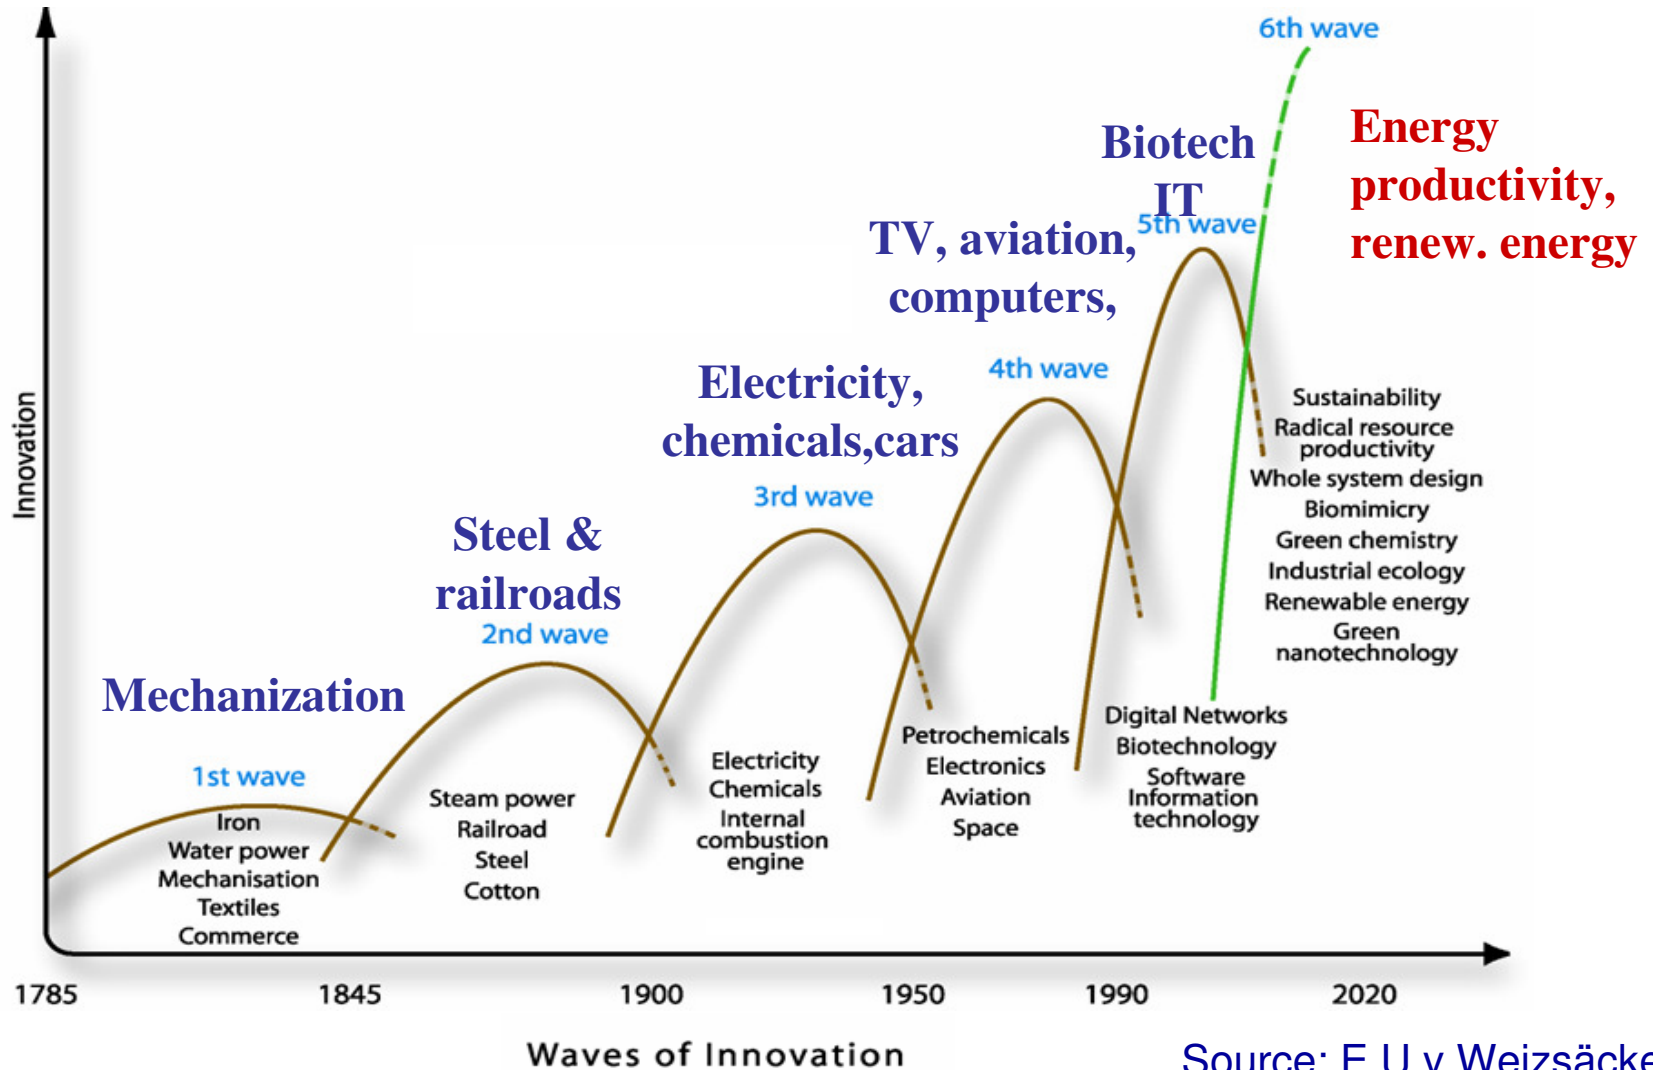 6th wave
Energy
productivity,
renew. energy
Biotech
IT
5th wave
TV, aviation,
computers,
4th wave
Electricity,
chemicals,cars
3rd wave
Steel &
railroads
2nd wave
Mechanization
1st wave
Innovation
Iron
Water power
Mechanisation
Textiles
Commerce
Steam power
Railroad
Steel
Cotton
Electricity
Chemicals
Internal
combustion
engine
Petrochemicals
Electronics
Aviation
Space
Digital Networks
Biotechnology
Software
Information
technology
Sustainability
Radical resource
productivity
Whole system design
Biomimicry
Green chemistry
Industrial ecology
Renewable energy
Green
nanotechnology
1785 1845 1900 1950 1990 2020
Waves of Innovation
Source: E U v Weizsäcke